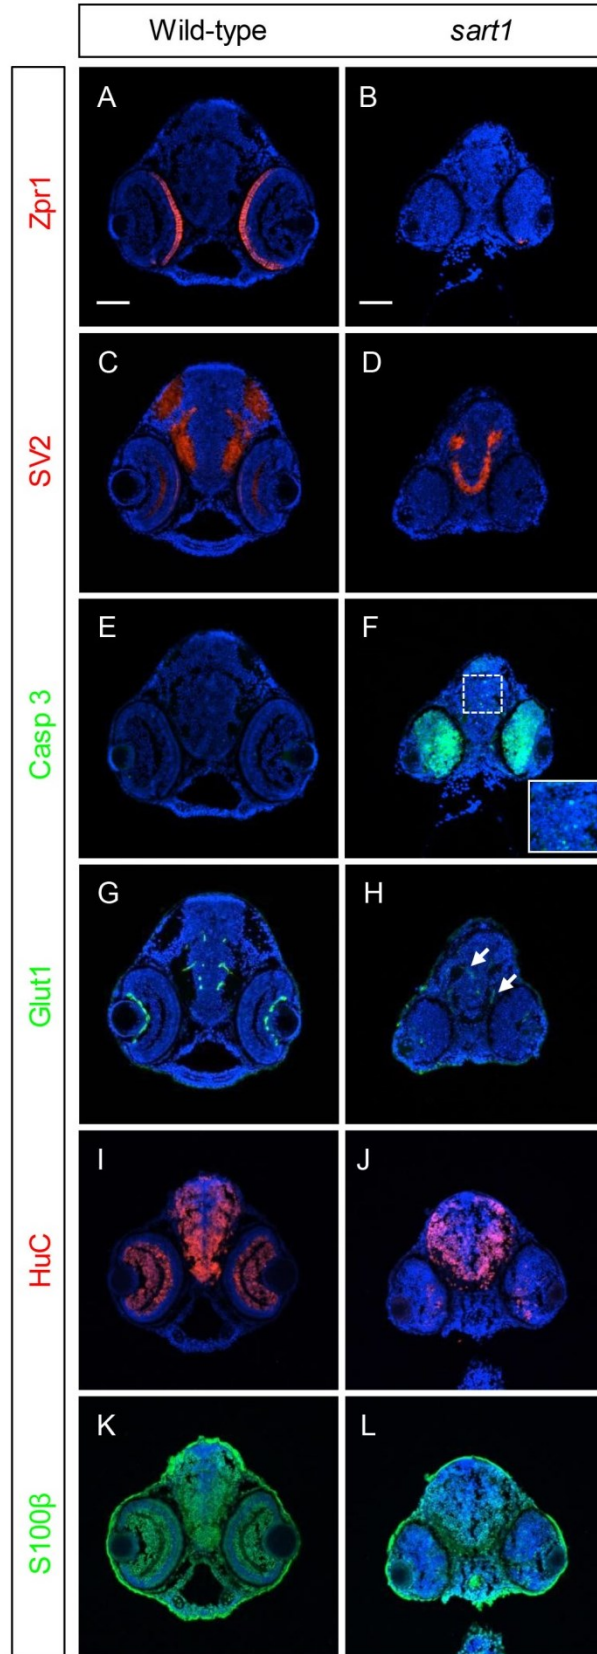 Wild-type sart1
Zpr1
A B
SV2
C D
Casp 3
E F
Glut1
G H
HuC
I J
S100β
K L